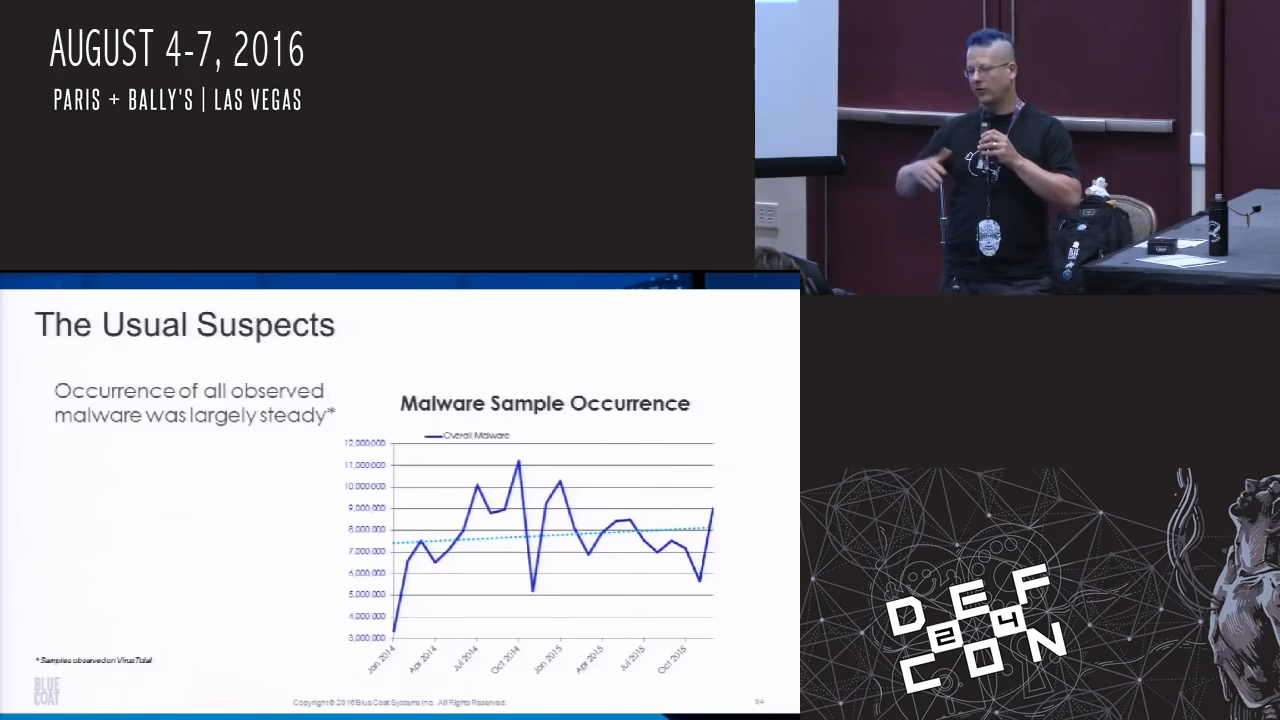 AUGUST 4-7, 2016
PARIS + BALLY'S | LAS VEGAS
The Usual Suspects
Occurrence of all observed
malware was largely steady*
Malware Sample Occurrence
Overall Malware
12,000,000
11,000,000
10,000,000
9,000,000
8,000,000
7,000,000
6,000,000
5,000,000
4,000,000
3,000,000
Jan 2014
Apr 2014
Jul 2014
Oct 2014
Jan 2015
Apr 2015
Jul 2015
Oct 2015
* Samples observed on VirusTotal
BLUE
COAT
Copyright © 2016 Blue Coat Systems Inc. All Rights Reserved.
34
DEF
24
CON